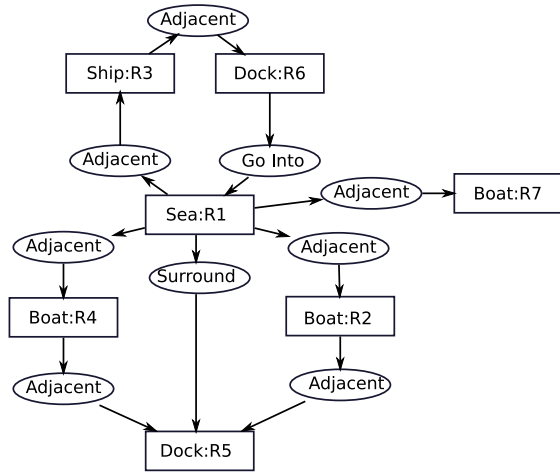 Adjacent
Ship:R3
Dock:R6
Adjacent
Go Into
Adjacent
Boat:R7
Sea:R1
Adjacent
Surround
Adjacent
Boat:R4
Boat:R2
Adjacent
Adjacent
Dock:R5